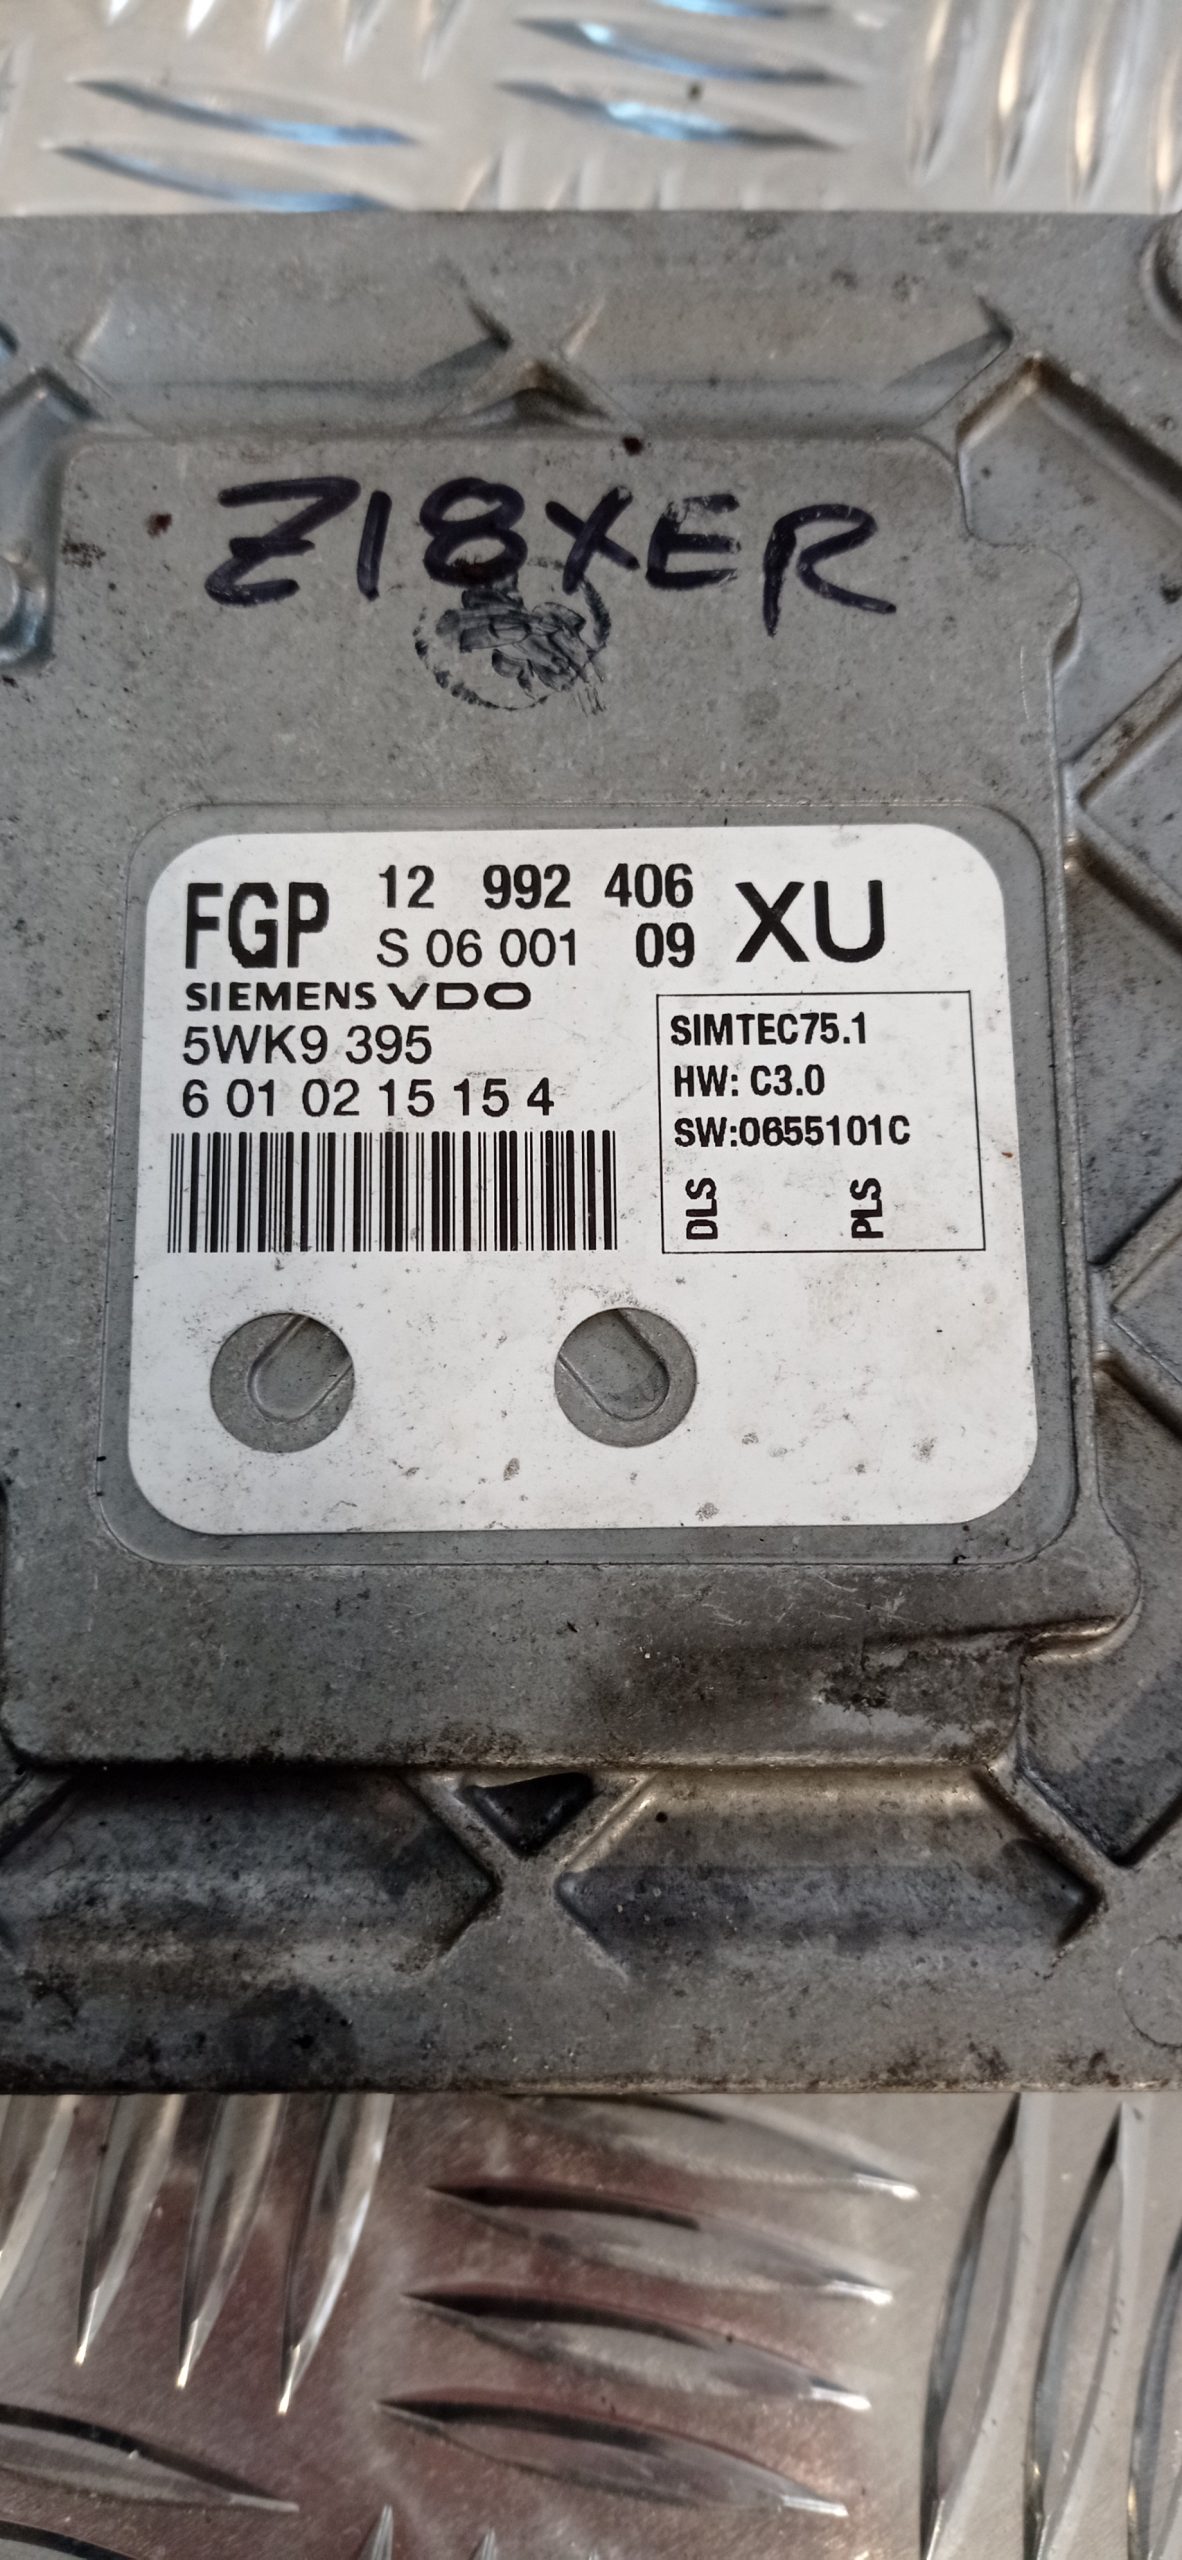 Z18XER
FGP 12 992 406 XU
S 06 001 09
SIEMENS VDO
5WK9 395
6 01 02 15 15 4
SIMTEC75.1
HW: C3.0
SW:0655101C
DLS PLS